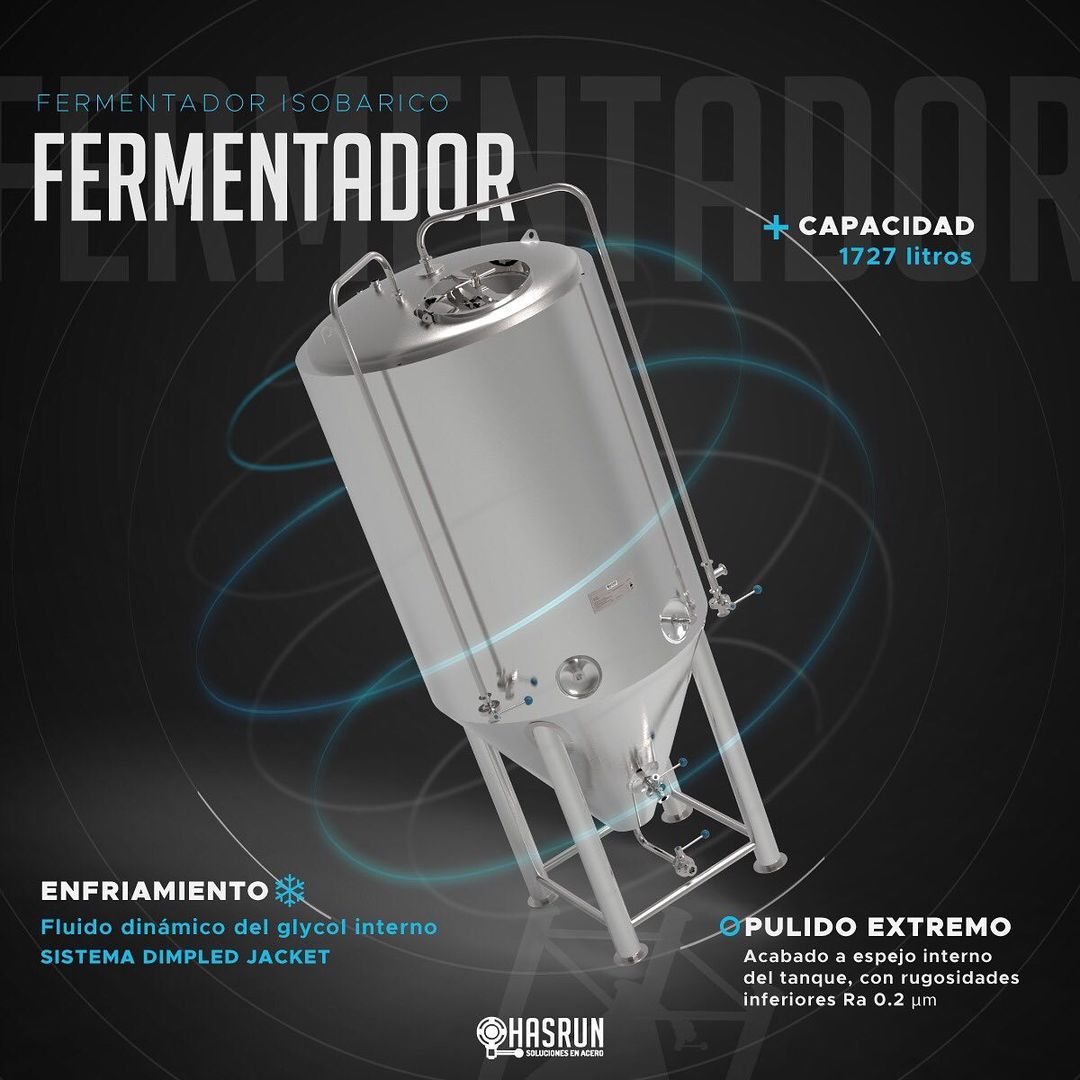 FERMENTADOR ISOBARICO
FERMENTADOR
FERMENTADOR
+ CAPACIDAD
1727 litros
ENFRIAMIENTO
Fluido dinámico del glycol interno
SISTEMA DIMPLED JACKET
PULIDO EXTREMO
Acabado a espejo interno
del tanque, con rugosidades
inferiores Ra 0.2 µm
HASRUN
SOLUCIONES EN ACERO